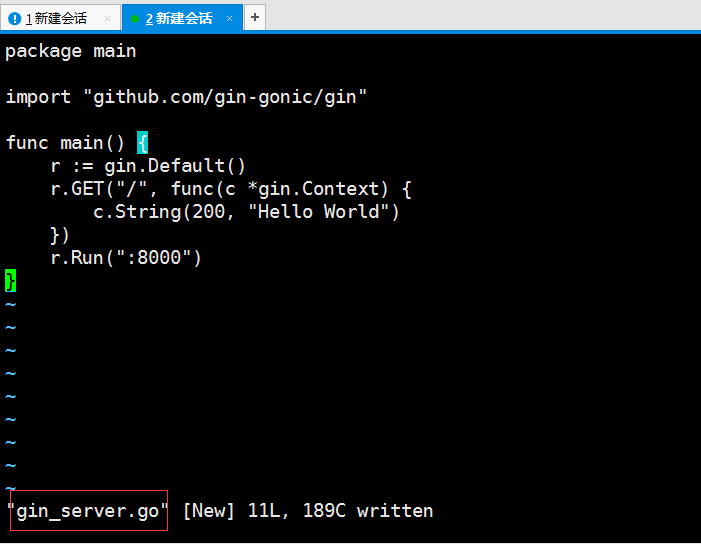 1 新建会话 × 2 新建会话 × +
package main
import "github.com/gin-gonic/gin"
func main() {
    r := gin.Default()
    r.GET("/", func(c *gin.Context) {
        c.String(200, "Hello World")
    })
    r.Run(":8000")
}
~
~
~
~
~
~
~
~
~
"gin_server.go" [New] 11L, 189C written